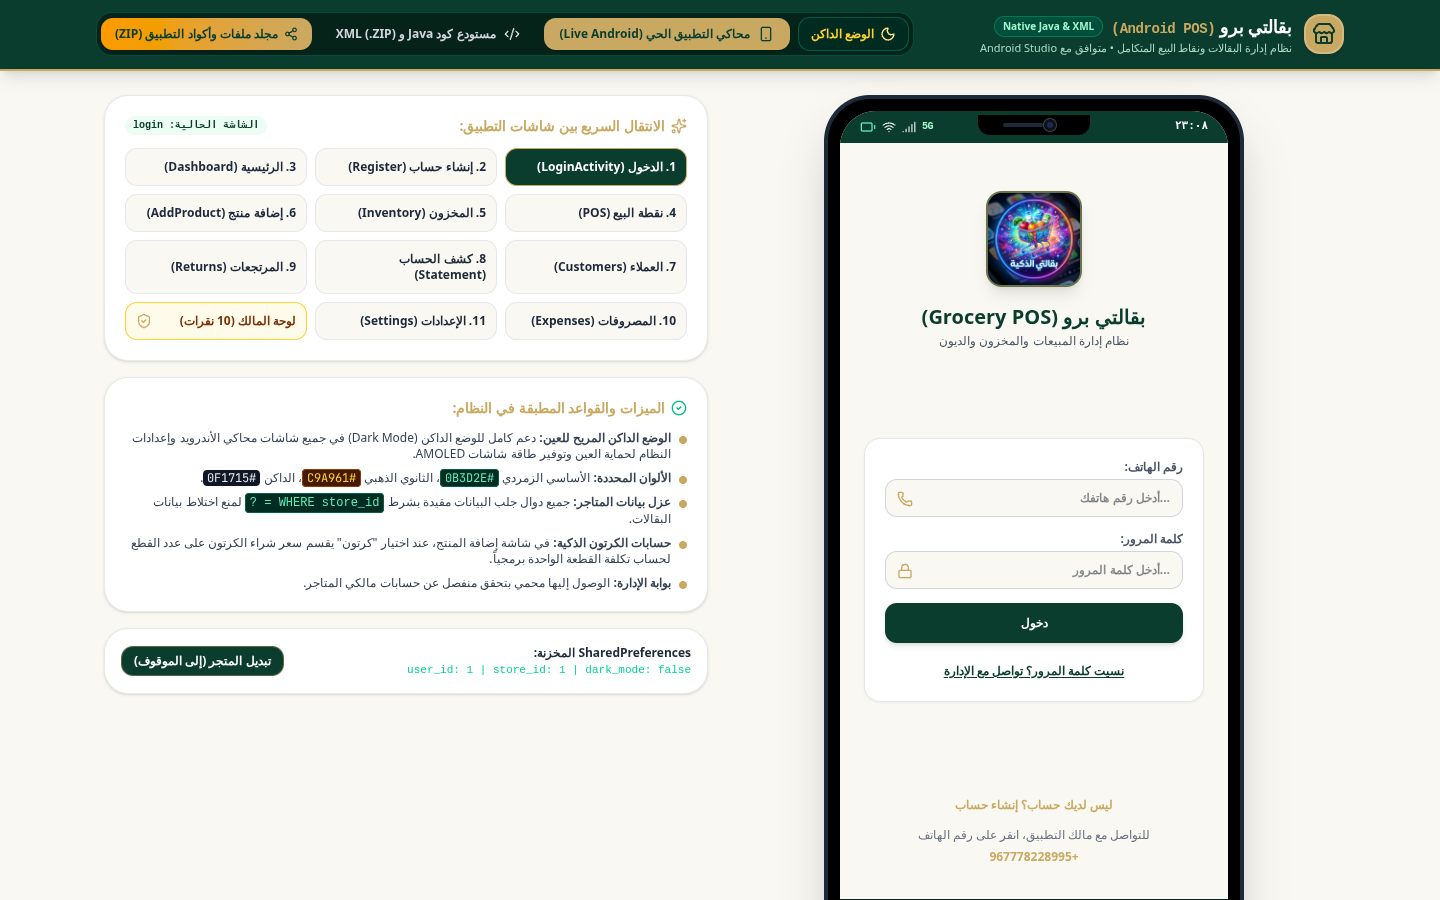 بقالتي برو (Android POS) Native Java & XML
نظام إدارة البقالات ونقاط البيع المتكامل • متوافق مع Android Studio
الوضع الداكن
محاكي التطبيق الحي (Live Android)
مستودع كود Java و XML (.ZIP)
مجلد ملفات وأكواد التطبيق (ZIP)
٢٣:٠٨
5G
بقالتي الذكية
بقالتي برو (Grocery POS)
نظام إدارة المبيعات والمخزون والديون
رقم الهاتف:
أدخل رقم هاتفك...
كلمة المرور:
أدخل كلمة المرور...
دخول
نسيت كلمة المرور؟ تواصل مع الإدارة
ليس لديك حساب؟ إنشاء حساب
للتواصل مع مالك التطبيق، انقر على رقم الهاتف
967778228995+
الانتقال السريع بين شاشات التطبيق:
الشاشة الحالية: login
1. الدخول (LoginActivity)
2. إنشاء حساب (Register)
3. الرئيسية (Dashboard)
4. نقطة البيع (POS)
5. المخزون (Inventory)
6. إضافة منتج (AddProduct)
7. العملاء (Customers)
8. كشف الحساب
(Statement)
9. المرتجعات (Returns)
10. المصروفات (Expenses)
11. الإعدادات (Settings)
لوحة المالك (10 نقرات)
الميزات والقواعد المطبقة في النظام:
الوضع الداكن المريح للعين: دعم كامل للوضع الداكن (Dark Mode) في جميع شاشات محاكي الأندرويد وإعدادات
النظام لحماية العين وتوفير طاقة شاشات AMOLED.
الألوان المحددة: الأساسي الزمردي 0B3D2E#، الثانوي الذهبي C9A961#، الداكن 0F1715#.
عزل بيانات المتاجر: جميع دوال جلب البيانات مقيدة بشرط ? = WHERE store_id لمنع اختلاط بيانات
البقالات.
حسابات الكرتون الذكية: في شاشة إضافة المنتج، عند اختيار "كرتون" يقسم سعر شراء الكرتون على عدد القطع
لحساب تكلفة القطعة الواحدة برمجياً.
بوابة الإدارة: الوصول إليها محمي بتحقق منفصل عن حسابات مالكي المتاجر.
SharedPreferences المخزنة:
user_id: 1 | store_id: 1 | dark_mode: false
تبديل المتجر (إلى الموقوف)